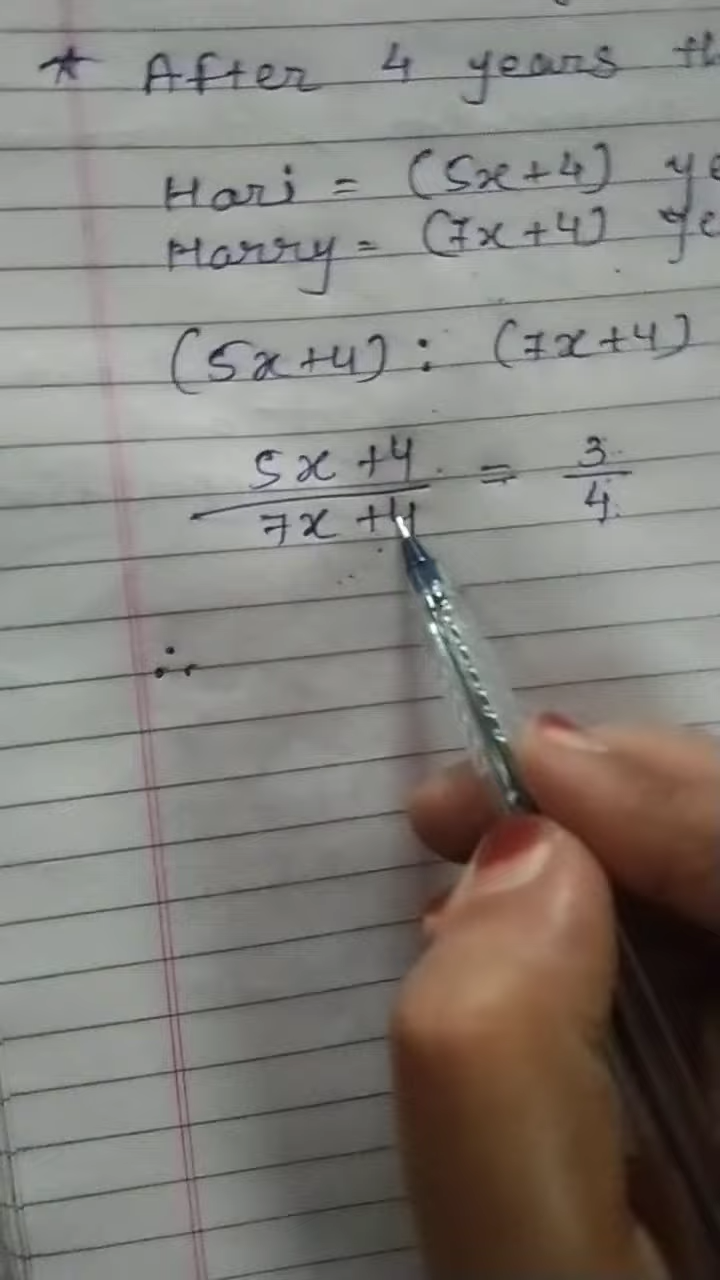 * After 4 years
Hari = (5x+4)
Harry = (7x+4)
(5x+4) : (7x+4)
5x+4 = 3
7x+4 4
∴